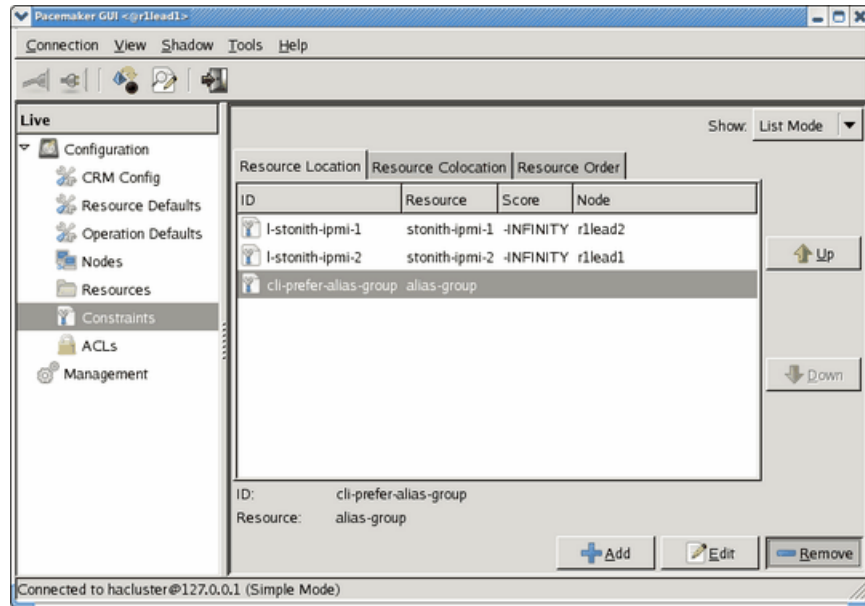 Pacemaker GUI <@r1lead1>
Connection View Shadow Tools Help
Live
Configuration
CRM Config
Resource Defaults
Operation Defaults
Nodes
Resources
Constraints
ACLs
Management
Show: List Mode
Resource Location Resource Colocation Resource Order
ID Resource Score Node
l-stonith-ipmi-1 stonith-ipmi-1 -INFINITY r1lead2
l-stonith-ipmi-2 stonith-ipmi-2 -INFINITY r1lead1
cli-prefer-alias-group alias-group
Up
Down
ID: cli-prefer-alias-group
Resource: alias-group
Add Edit Remove
Connected to hacluster@127.0.0.1 (Simple Mode)